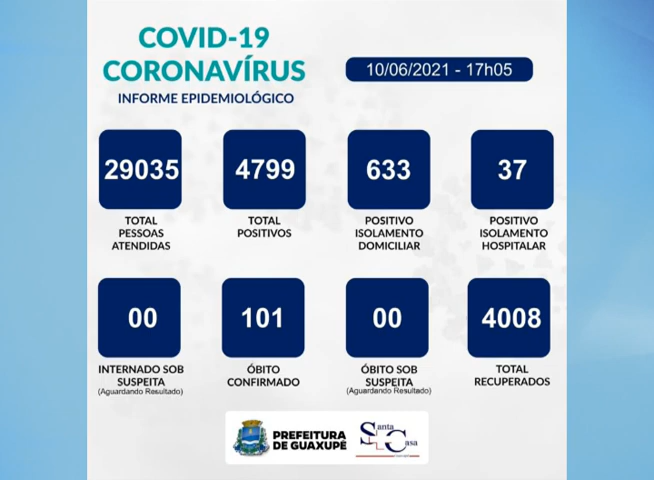 COVID-19
CORONAVÍRUS
INFORME EPIDEMIOLÓGICO
10/06/2021 - 17h05
29035
TOTAL
PESSOAS
ATENDIDAS
4799
TOTAL
POSITIVOS
633
POSITIVO
ISOLAMENTO
DOMICILIAR
37
POSITIVO
ISOLAMENTO
HOSPITALAR
00
INTERNADO SOB
SUSPEITA
(Aguardando Resultado)
101
ÓBITO
CONFIRMADO
00
ÓBITO SOB
SUSPEITA
(Aguardando Resultado)
4008
TOTAL
RECUPERADOS
PREFEITURA
DE GUAXUPÉ
Santa
Casa